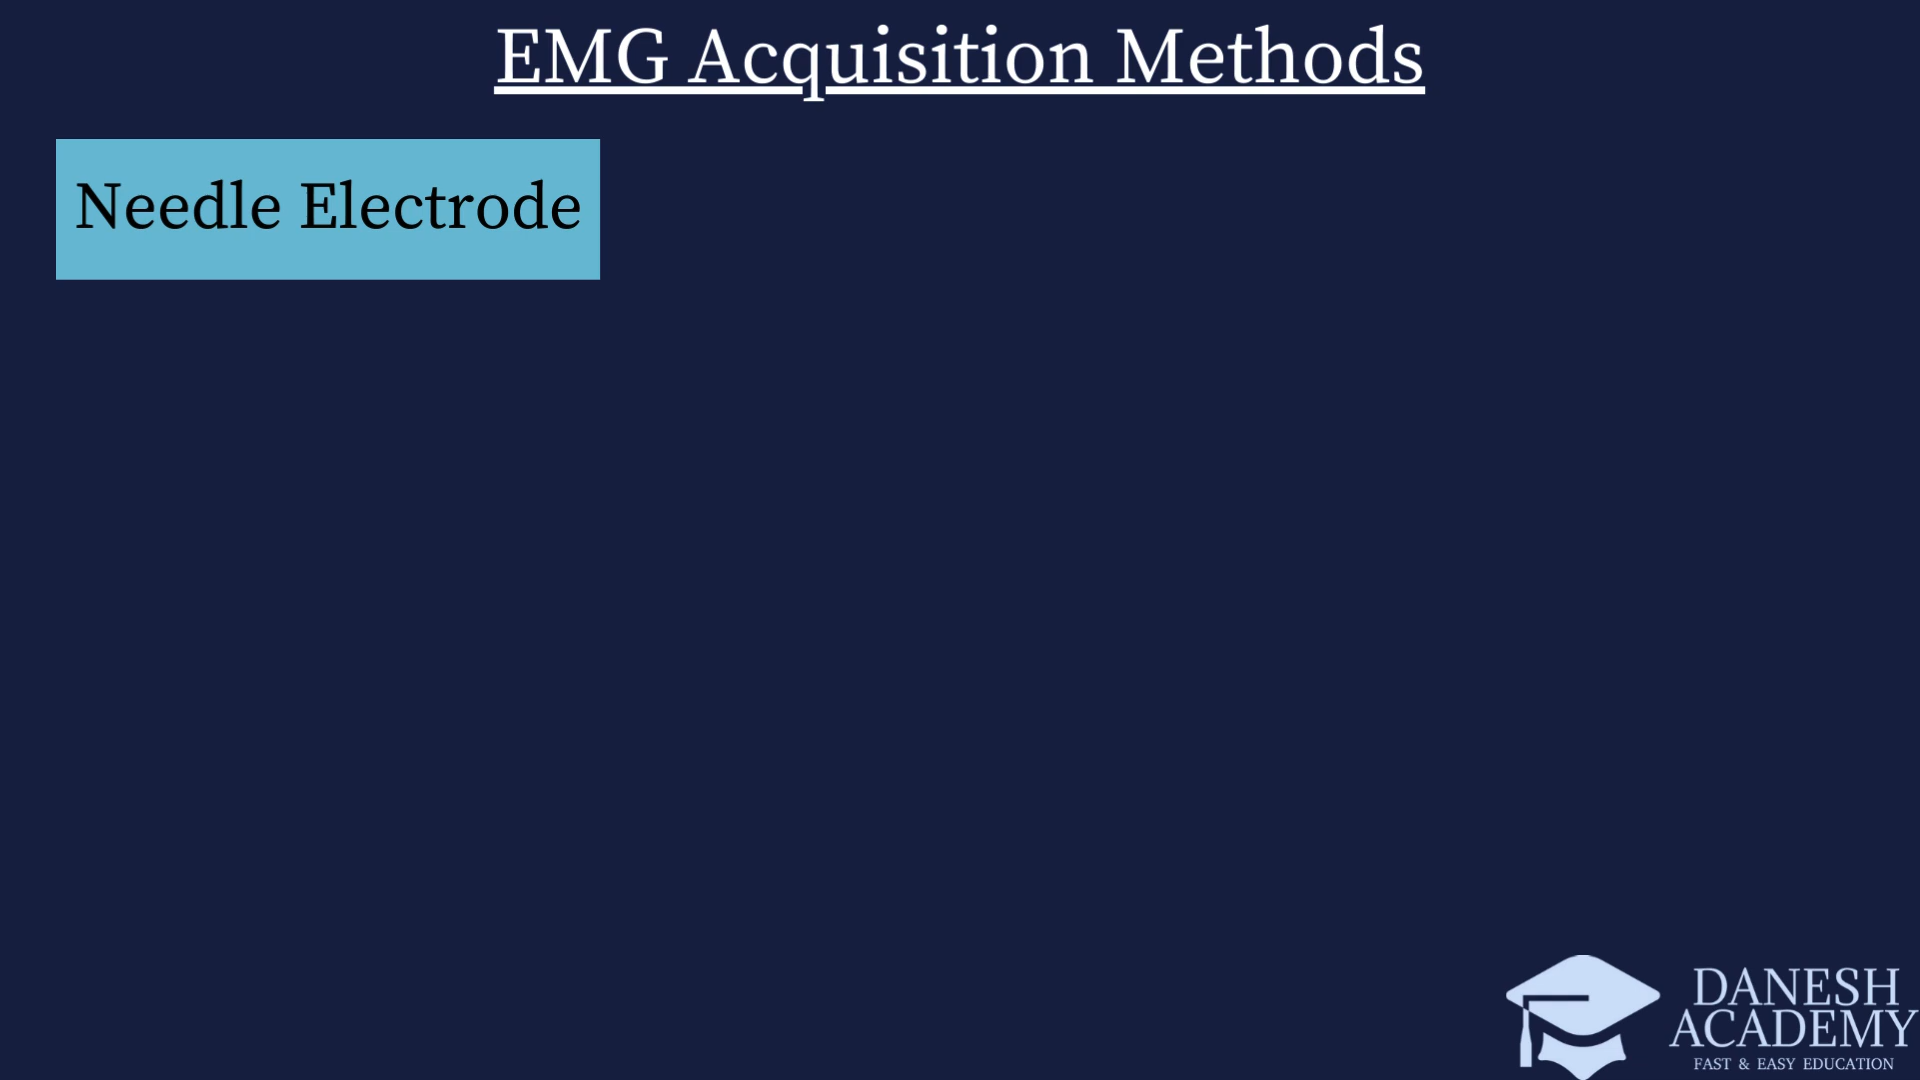 EMG Acquisition Methods
Needle Electrode
DANESH
ACADEMY
FAST & EASY EDUCATION